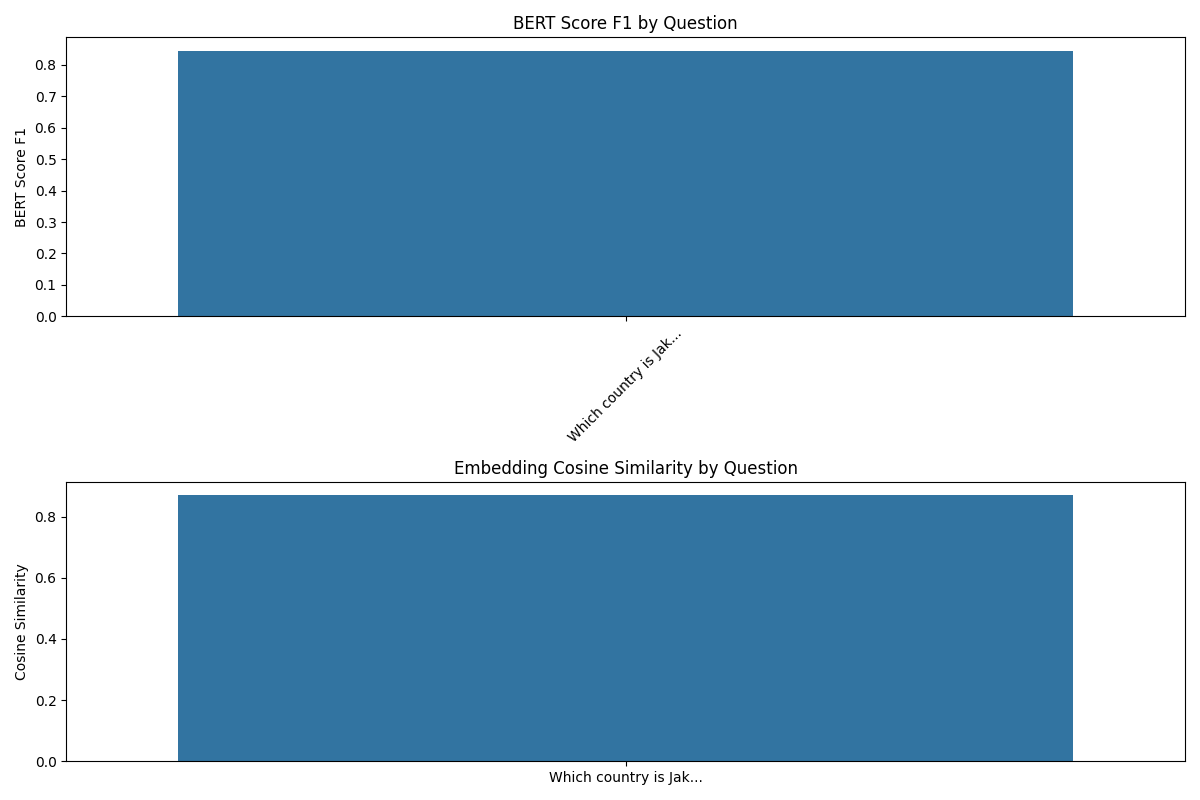 BERT Score F1 by Question
BERT Score F1
0.8
0.7
0.6
0.5
0.4
0.3
0.2
0.1
0.0
Which country is Jak...
Embedding Cosine Similarity by Question
Cosine Similarity
0.8
0.6
0.4
0.2
0.0
Which country is Jak...